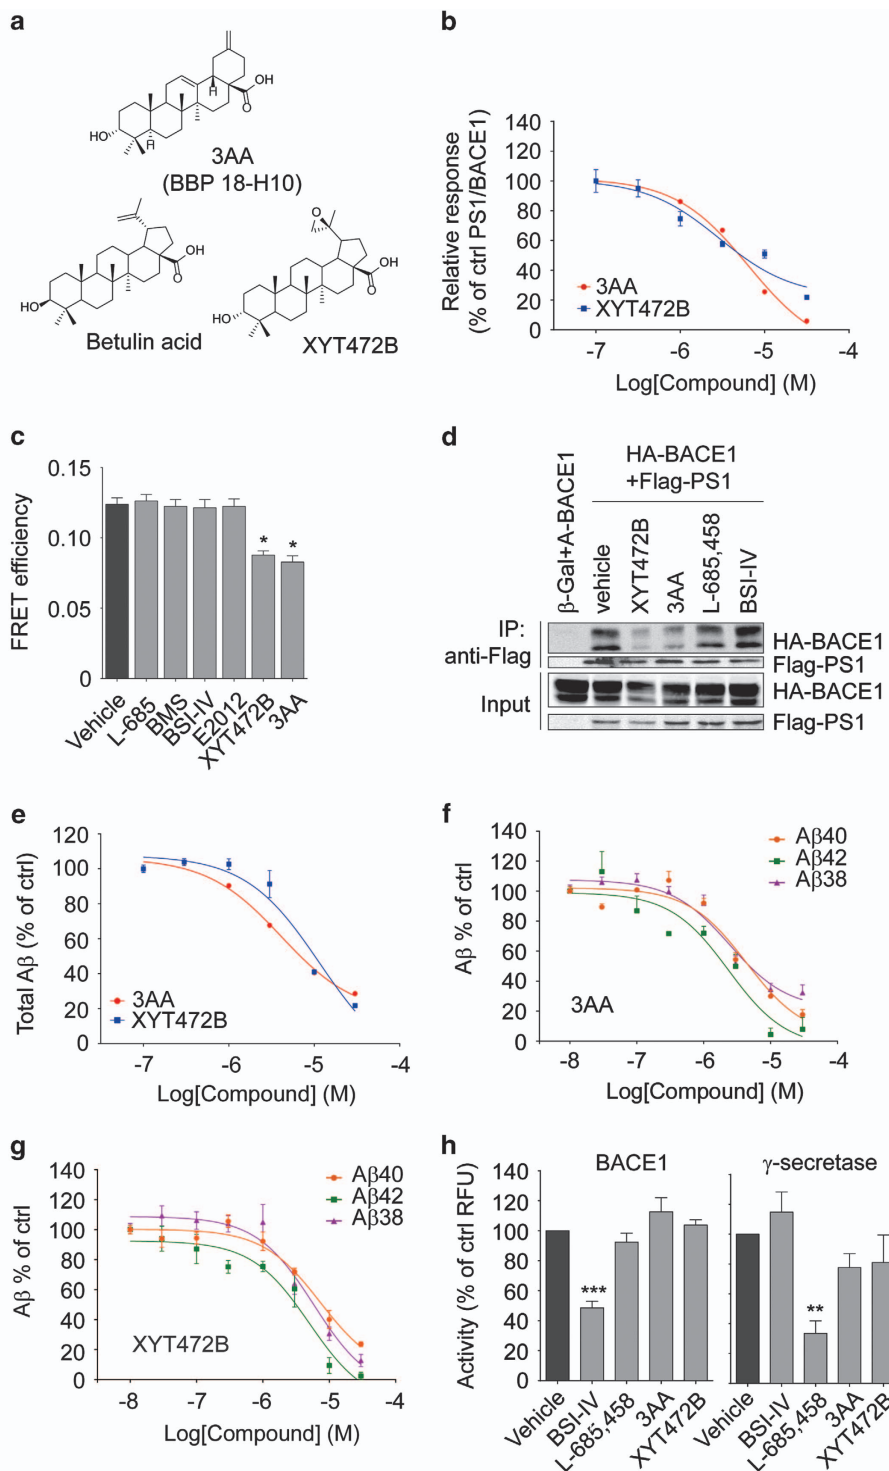 a
H
OH
O
HO
H
3AA
(BBP 18-H10)
OH
O
HO
Betulin acid
O
OH
O
HO
XYT472B
b
Relative response
(% of ctrl PS1/BACE1)
140
120
100
80
60
40
20
0
3AA
XYT472B
-7 -6 -5 -4
Log[Compound] (M)
c
FRET efficiency
0.15
0.10
0.05
0
* *
Vehicle
L-685
BMS
BSI-IV
E2012
XYT472B
3AA
d
HA-BACE1
+Flag-PS1
β-Gal+A-BACE1
vehicle
XYT472B
3AA
L-685,458
BSI-IV
IP:
anti-Flag
HA-BACE1
Flag-PS1
Input
HA-BACE1
Flag-PS1
e
Total Aβ (% of ctrl)
120
100
80
60
40
20
0
3AA
XYT472B
-7 -6 -5 -4
Log[Compound] (M)
f
Aβ % of ctrl
140
120
100
80
60
40
20
0
Aβ40
Aβ42
Aβ38
3AA
-8 -7 -6 -5 -4
Log[Compound] (M)
g
Aβ % of ctrl
140
120
100
80
60
40
20
0
Aβ40
Aβ42
Aβ38
XYT472B
-8 -7 -6 -5 -4
Log[Compound] (M)
h
Activity (% of ctrl RFU)
140
120
100
80
60
40
20
0
BACE1
***
Vehicle
BSI-IV
L-685,458
3AA
XYT472B
γ-secretase
**
Vehicle
BSI-IV
L-685,458
3AA
XYT472B